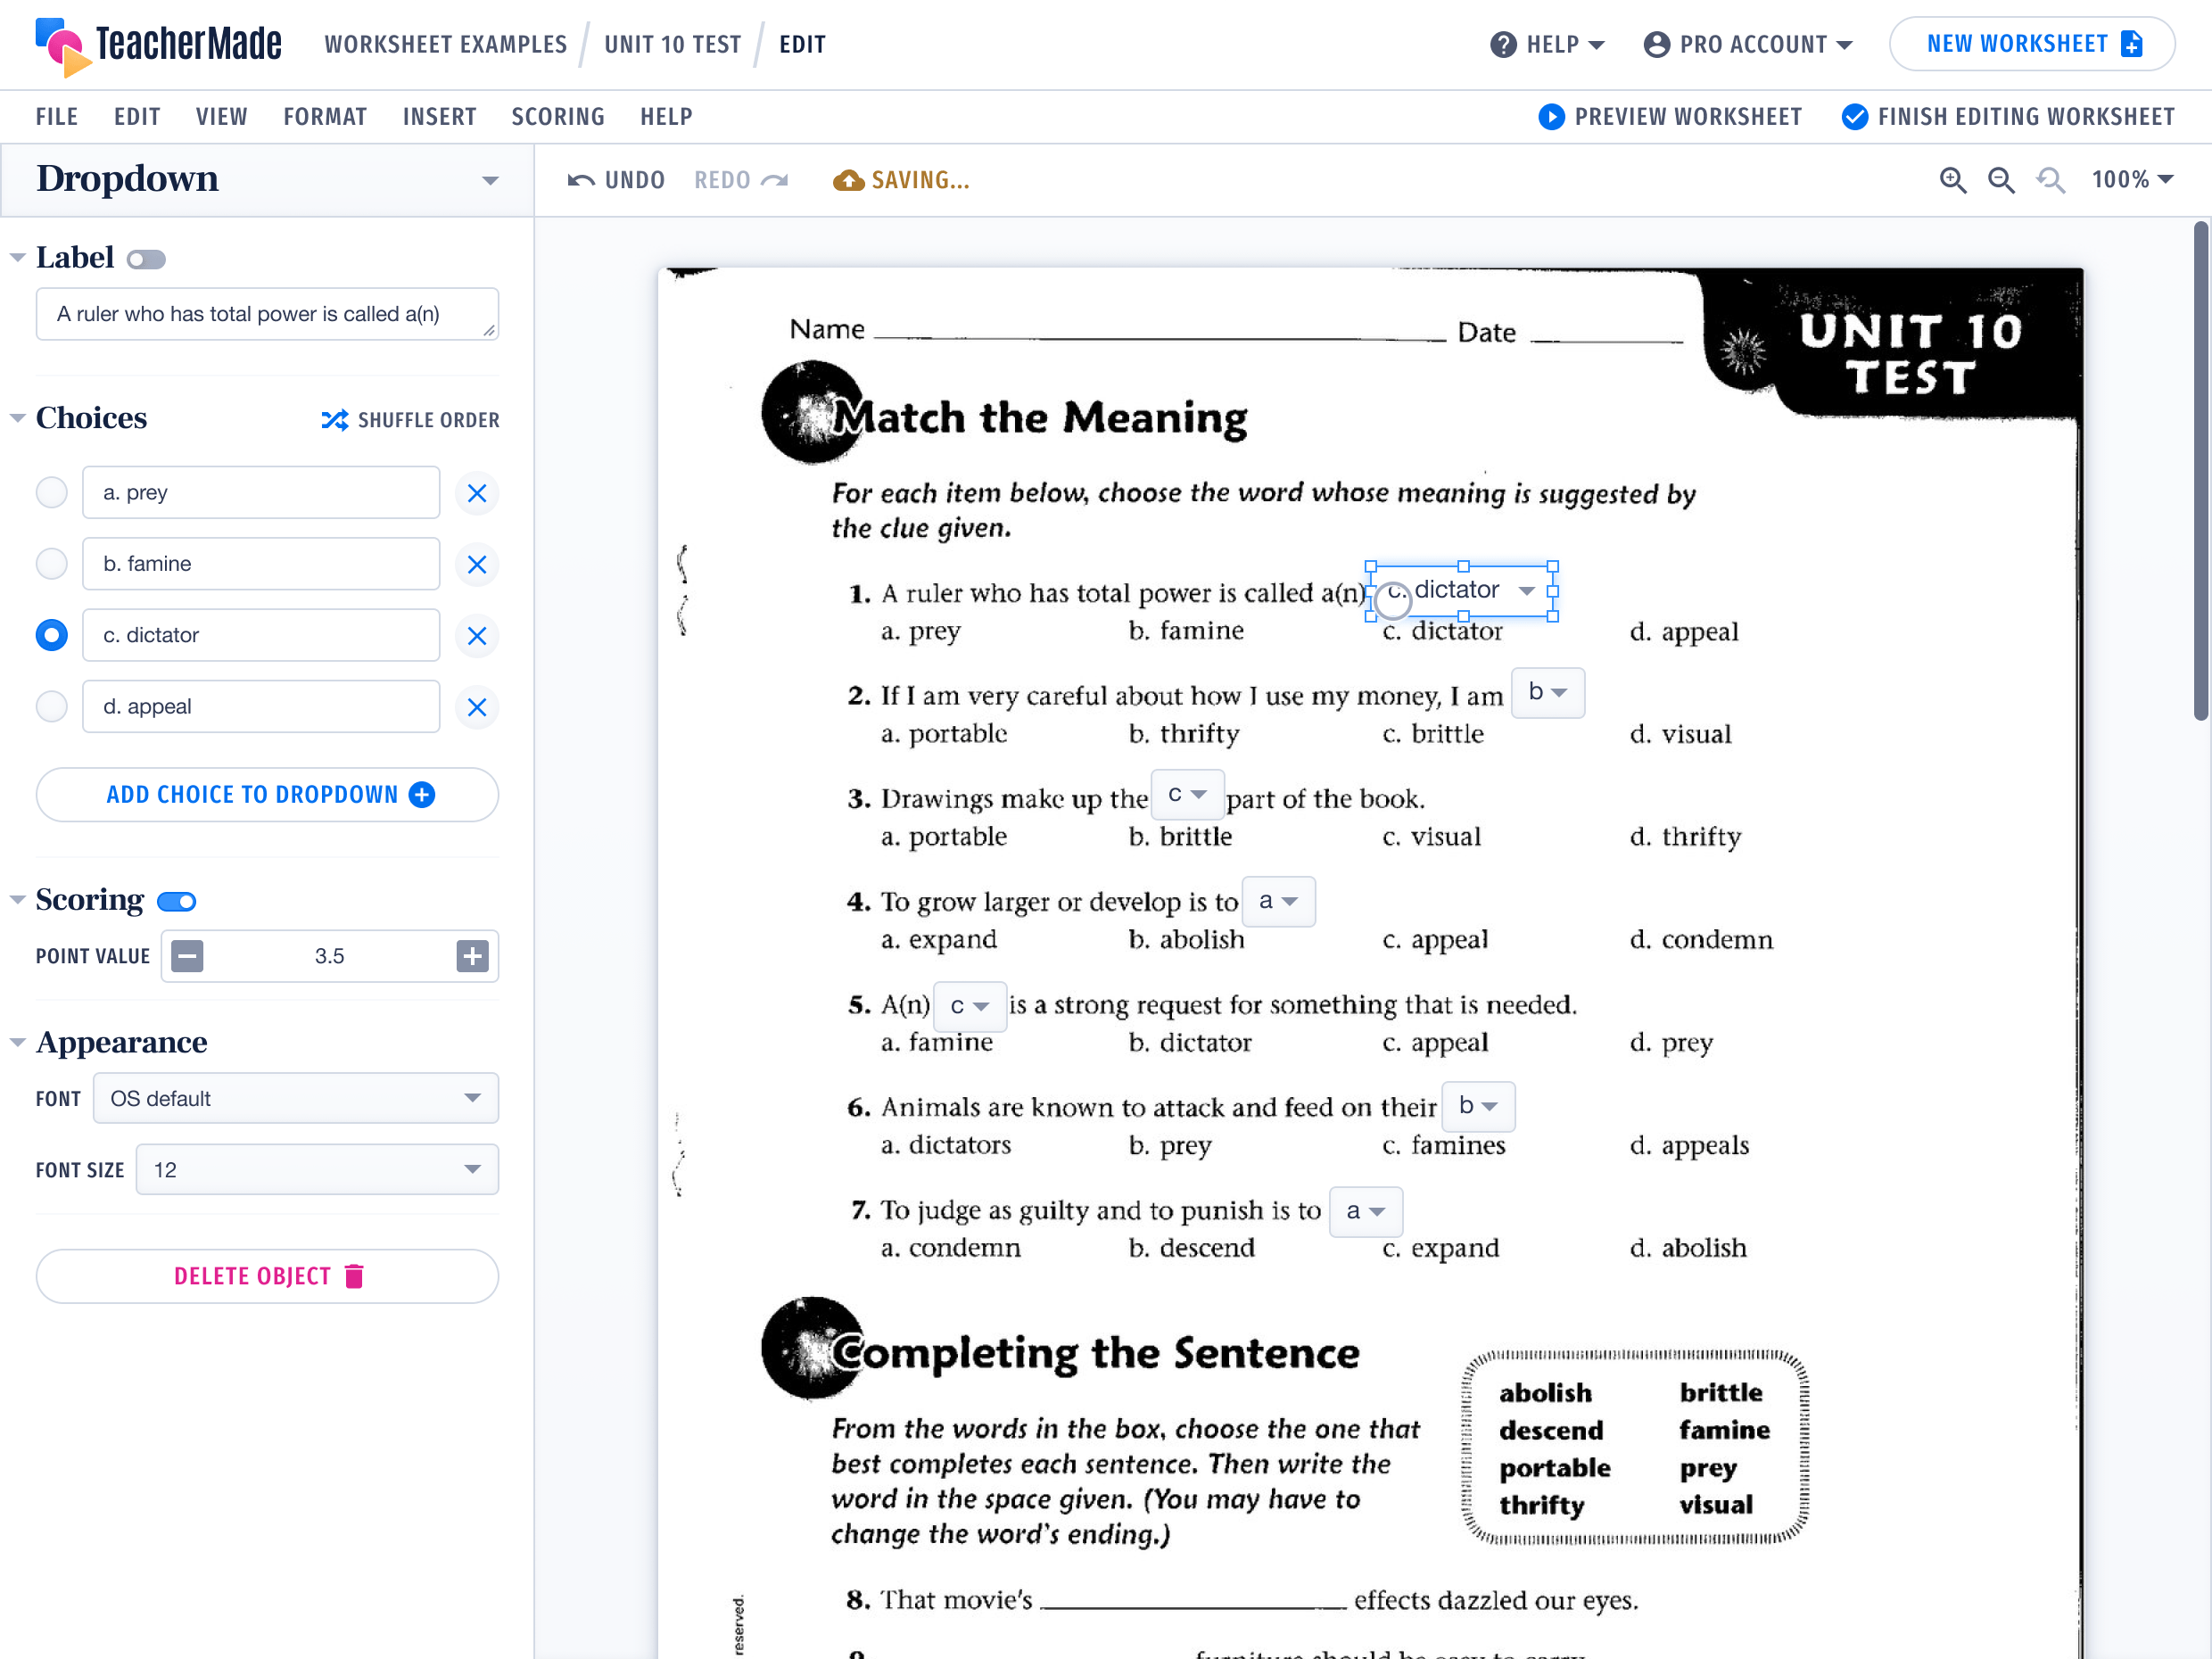 TeacherMade WORKSHEET EXAMPLES / UNIT 10 TEST / EDIT HELP PRO ACCOUNT NEW WORKSHEET
FILE EDIT VIEW FORMAT INSERT SCORING HELP PREVIEW WORKSHEET FINISH EDITING WORKSHEET
Dropdown UNDO REDO SAVING... 100%
Label
A ruler who has total power is called a(n)
Choices SHUFFLE ORDER
a. prey
b. famine
c. dictator
d. appeal
ADD CHOICE TO DROPDOWN
Scoring
POINT VALUE 3.5
Appearance
FONT OS default
FONT SIZE 12
DELETE OBJECT
Name Date
UNIT 10
TEST
Match the Meaning
For each item below, choose the word whose meaning is suggested by
the clue given.
1. A ruler who has total power is called a(n) c. dictator
a. prey b. famine c. dictator d. appeal
2. If I am very careful about how I use my money, I am b
a. portable b. thrifty c. brittle d. visual
3. Drawings make up the c part of the book.
a. portable b. brittle c. visual d. thrifty
4. To grow larger or develop is to a
a. expand b. abolish c. appeal d. condemn
5. A(n) c is a strong request for something that is needed.
a. famine b. dictator c. appeal d. prey
6. Animals are known to attack and feed on their b
a. dictators b. prey c. famines d. appeals
7. To judge as guilty and to punish is to a
a. condemn b. descend c. expand d. abolish
Completing the Sentence
From the words in the box, choose the one that
best completes each sentence. Then write the
word in the space given. (You may have to
change the word's ending.)
abolish brittle
descend famine
portable prey
thrifty visual
8. That movie's effects dazzled our eyes.
reserved.
furniture should be easy to carry.